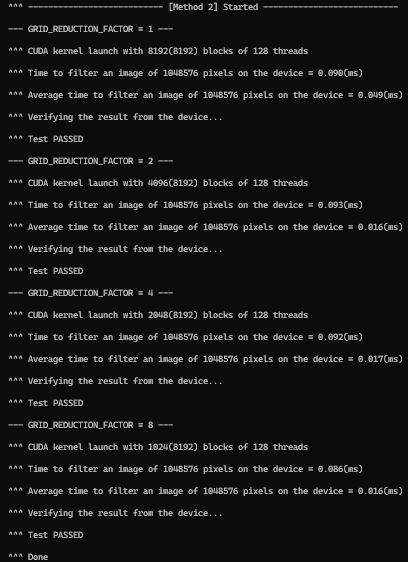 ^^^ --------------------------- [Method 2] Started ---------------------------
--- GRID_REDUCTION_FACTOR = 1 ---
^^^ CUDA kernel launch with 8192(8192) blocks of 128 threads
^^^ Time to filter an image of 1048576 pixels on the device = 0.090(ms)
^^^ Average time to filter an image of 1048576 pixels on the device = 0.049(ms)
^^^ Verifying the result from the device...
^^^ Test PASSED
--- GRID_REDUCTION_FACTOR = 2 ---
^^^ CUDA kernel launch with 4096(8192) blocks of 128 threads
^^^ Time to filter an image of 1048576 pixels on the device = 0.093(ms)
^^^ Average time to filter an image of 1048576 pixels on the device = 0.016(ms)
^^^ Verifying the result from the device...
^^^ Test PASSED
--- GRID_REDUCTION_FACTOR = 4 ---
^^^ CUDA kernel launch with 2048(8192) blocks of 128 threads
^^^ Time to filter an image of 1048576 pixels on the device = 0.092(ms)
^^^ Average time to filter an image of 1048576 pixels on the device = 0.017(ms)
^^^ Verifying the result from the device...
^^^ Test PASSED
--- GRID_REDUCTION_FACTOR = 8 ---
^^^ CUDA kernel launch with 1024(8192) blocks of 128 threads
^^^ Time to filter an image of 1048576 pixels on the device = 0.086(ms)
^^^ Average time to filter an image of 1048576 pixels on the device = 0.016(ms)
^^^ Verifying the result from the device...
^^^ Test PASSED
^^^ Done